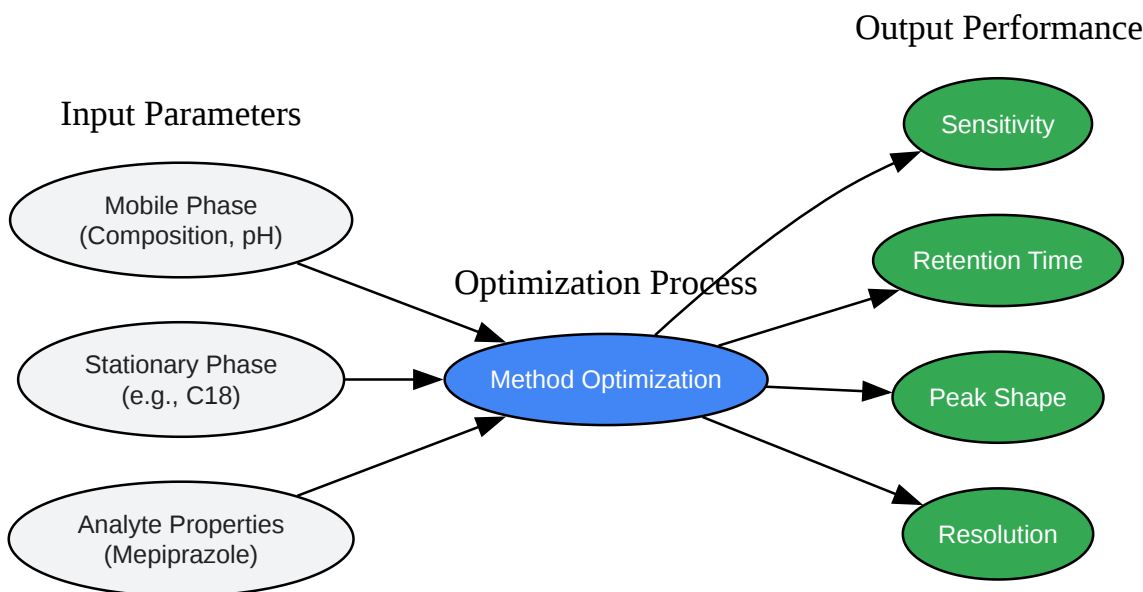 Input Parameters
Mobile Phase
(Composition, pH)
Stationary Phase
(e.g., C18)
Analyte Properties
(Mepiprazole)
Optimization Process
Method Optimization
Output Performance
Sensitivity
Retention Time
Peak Shape
Resolution